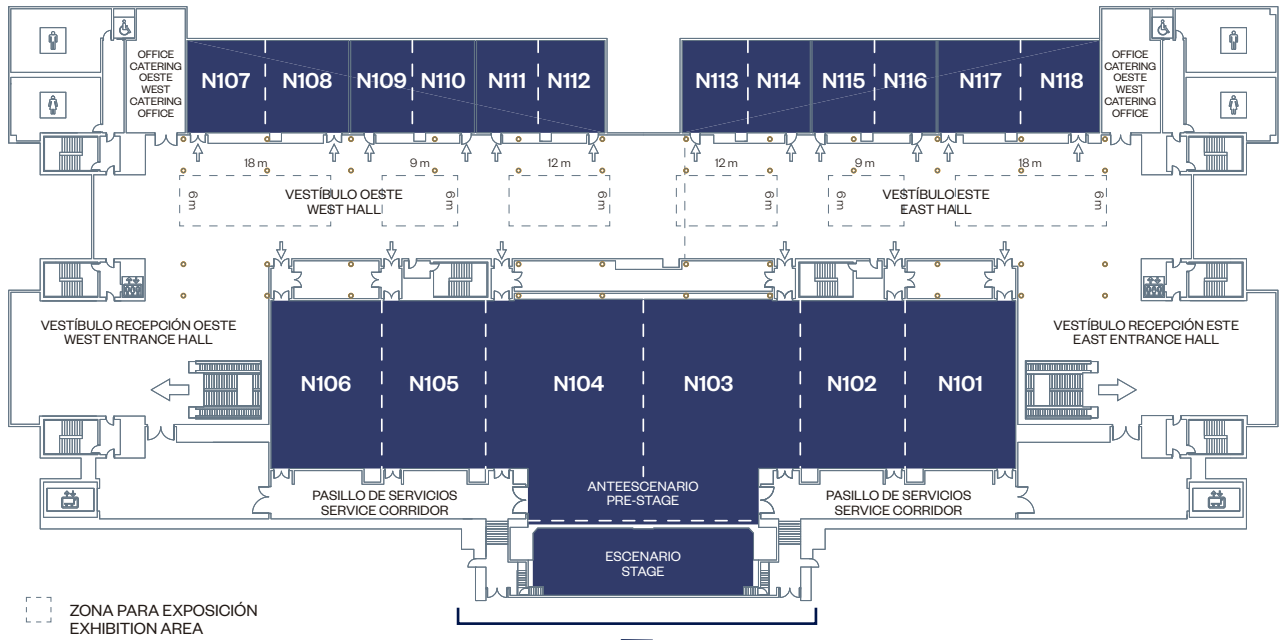 OFFICE
CATERING
OESTE
WEST
CATERING
OFFICE
N107
N108
N109
N110
N111
N112
N113
N114
N115
N116
N117
N118
OFFICE
CATERING
OESTE
WEST
CATERING
OFFICE
18 m
9 m
12 m
12 m
9 m
18 m
6 m
6 m
6 m
6 m
6 m
6 m
VESTÍBULO OESTE
WEST HALL
VESTÍBULO ESTE
EAST HALL
VESTÍBULO RECEPCIÓN OESTE
WEST ENTRANCE HALL
VESTÍBULO RECEPCIÓN ESTE
EAST ENTRANCE HALL
N106
N105
N104
N103
N102
N101
PASILLO DE SERVICIOS
SERVICE CORRIDOR
ANTEESCENARIO
PRE-STAGE
PASILLO DE SERVICIOS
SERVICE CORRIDOR
ESCENARIO
STAGE
ZONA PARA EXPOSICIÓN
EXHIBITION AREA